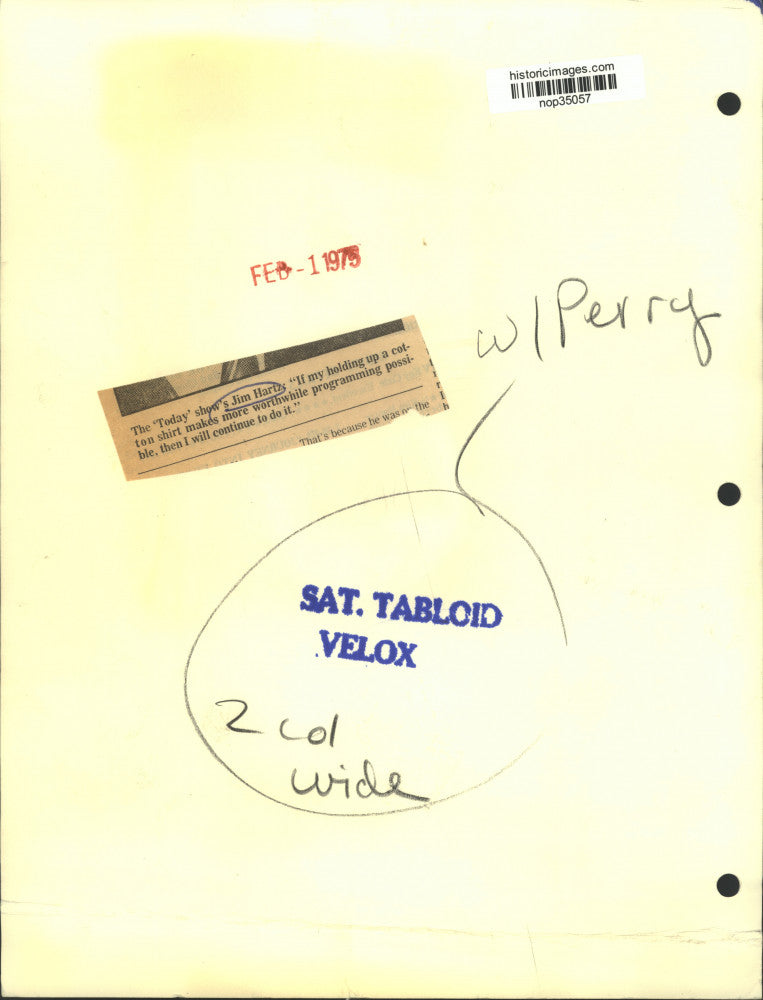 historicimages.com
nop35057
FEB - 1 1975
w/Perry
The 'Today' show's Jim Hartz: "If my holding up a cot-
ton shirt makes more worthwhile programming possi-
ble, then I will continue to do it."
That's because he was on the
SAT. TABLOID
VELOX
2 col
wide